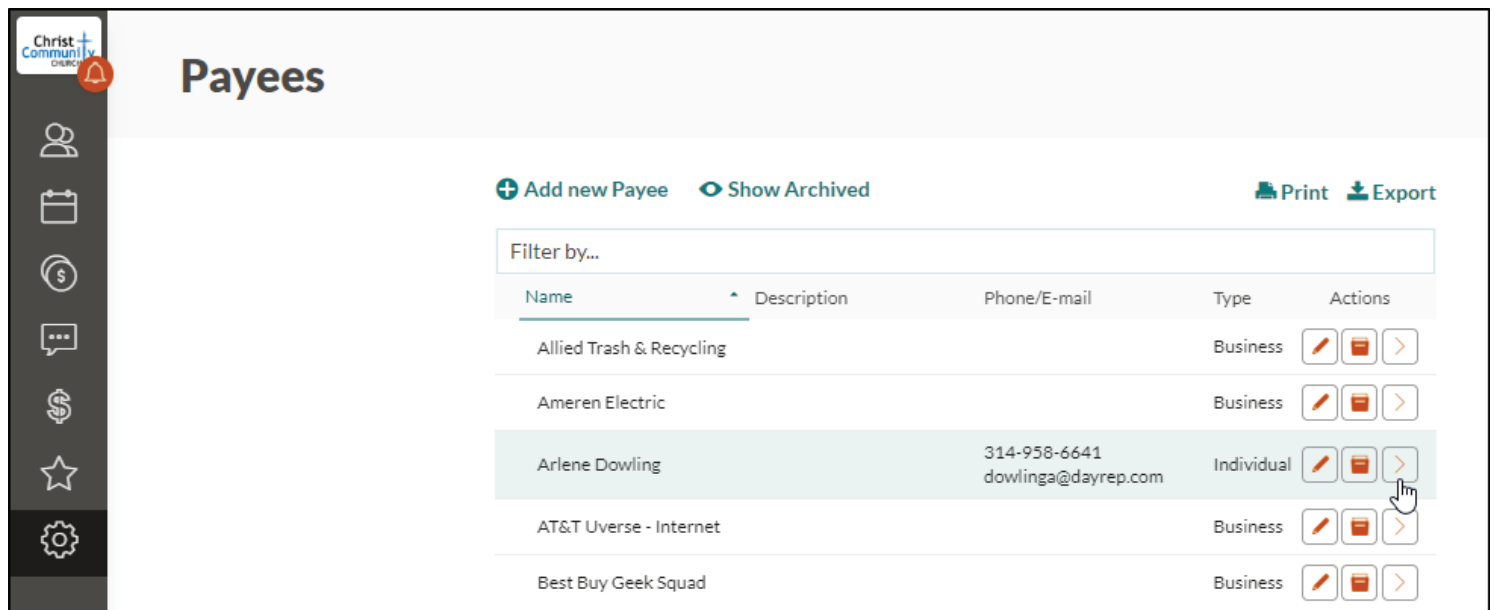 Christ
Community
CHURCH
Payees
Add new Payee Show Archived Print Export
Filter by...
Name Description Phone/E-mail Type Actions
Allied Trash & Recycling Business
Ameren Electric Business
Arlene Dowling 314-958-6641 dowlinga@dayrep.com Individual
AT&T Uverse - Internet Business
Best Buy Geek Squad Business